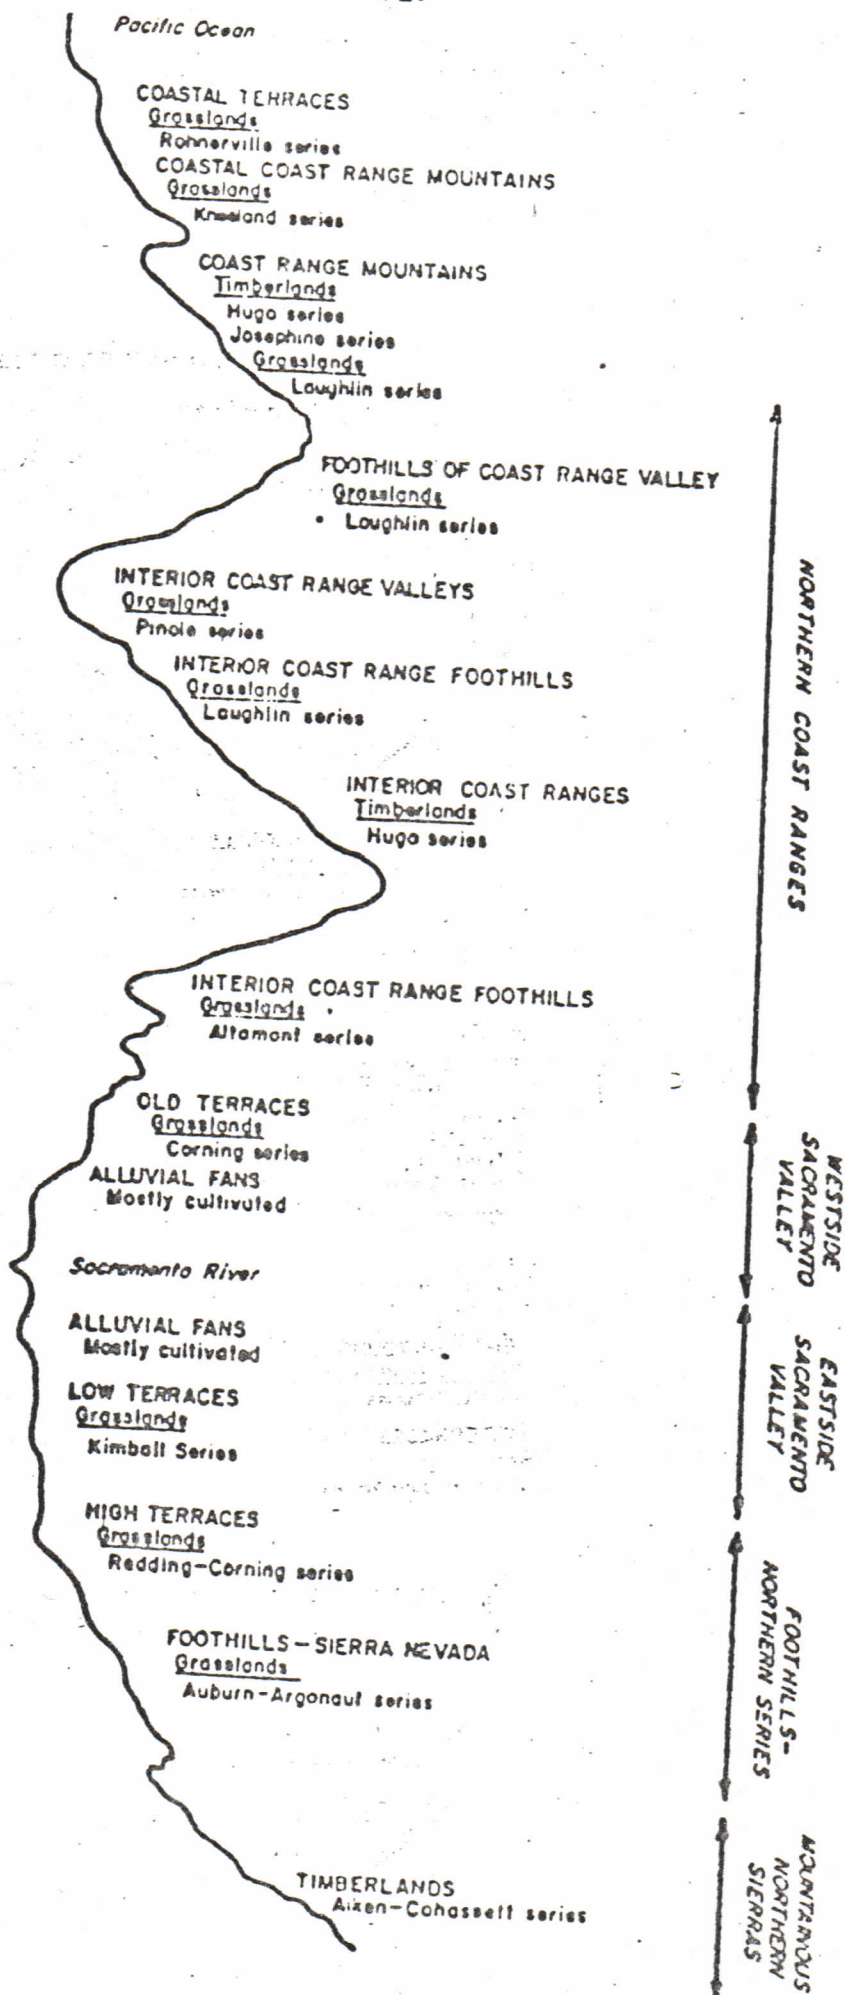 Pacific Ocean
COASTAL TERRACES
Grasslands
Rohnerville series
COASTAL COAST RANGE MOUNTAINS
Grasslands
Kneeland series
COAST RANGE MOUNTAINS
Timberlands
Hugo series
Josephine series
Grasslands
Laughlin series
FOOTHILLS OF COAST RANGE VALLEY
Grasslands
Laughlin series
INTERIOR COAST RANGE VALLEYS
Grasslands
Pinole series
INTERIOR COAST RANGE FOOTHILLS
Grasslands
Laughlin series
INTERIOR COAST RANGES
Timberlands
Hugo series
INTERIOR COAST RANGE FOOTHILLS
Grasslands
Altamont series
OLD TERRACES
Grasslands
Corning series
ALLUVIAL FANS
Mostly cultivated
Sacramento River
ALLUVIAL FANS
Mostly cultivated
LOW TERRACES
Grasslands
Kimball Series
HIGH TERRACES
Grasslands
Redding-Corning series
FOOTHILLS-SIERRA NEVADA
Grasslands
Auburn-Argonaut series
TIMBERLANDS
Aiken-Cohassett series
NORTHERN COAST RANGES
WESTSIDE
SACRAMENTO
VALLEY
EASTSIDE
SACRAMENTO
VALLEY
FOOTHILLS-
NORTHERN SERIES
MOUNTAINOUS
NORTHERN
SIERRAS